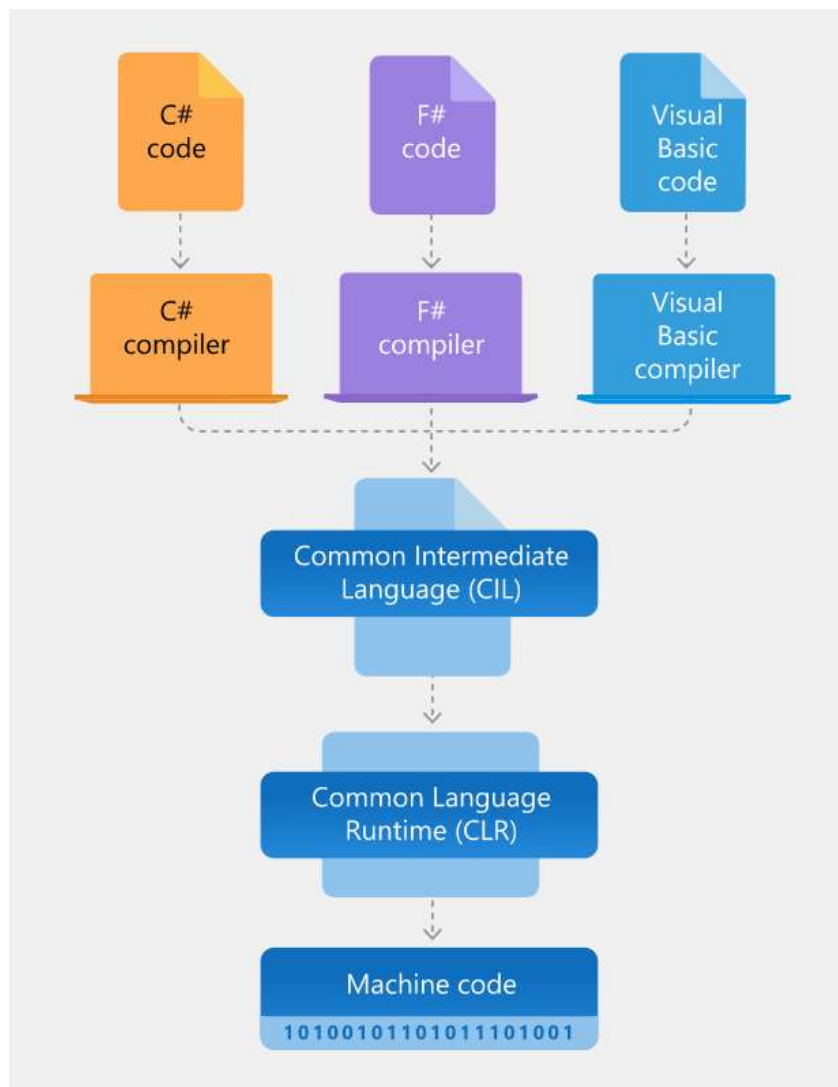 C#
code
F#
code
Visual
Basic
code
C#
compiler
F#
compiler
Visual
Basic
compiler
Common Intermediate
Language (CIL)
Common Language
Runtime (CLR)
Machine code
101001011010111101001